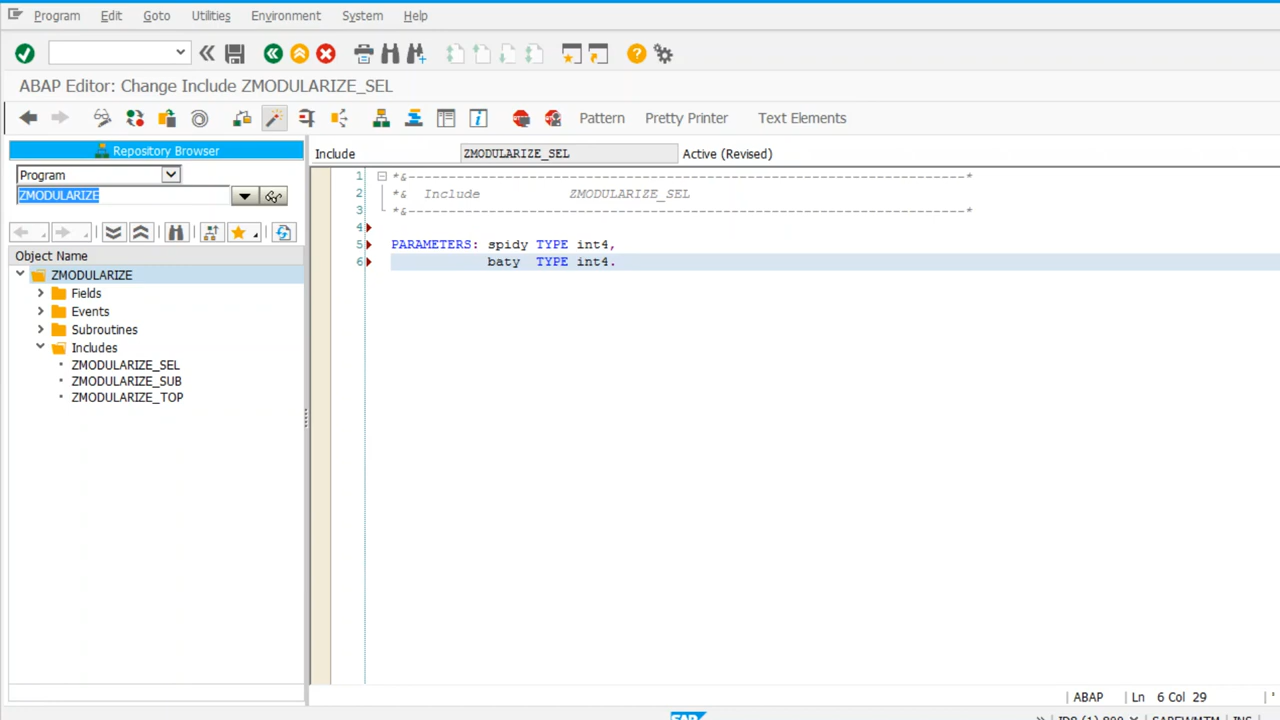 Program Edit Goto Utilities Environment System Help
ABAP Editor: Change Include ZMODULARIZE_SEL
Pattern Pretty Printer Text Elements
Repository Browser
Include ZMODULARIZE_SEL Active (Revised)
Program
ZMODULARIZE
Object Name
ZMODULARIZE
Fields
Events
Subroutines
Includes
ZMODULARIZE_SEL
ZMODULARIZE_SUB
ZMODULARIZE_TOP
1 *&---------------------------------------------------------------------*
2 *& Include ZMODULARIZE_SEL
3 *&---------------------------------------------------------------------*
4
5 PARAMETERS: spidy TYPE int4,
6 baty TYPE int4.
ABAP Ln 6 Col 29
SAP